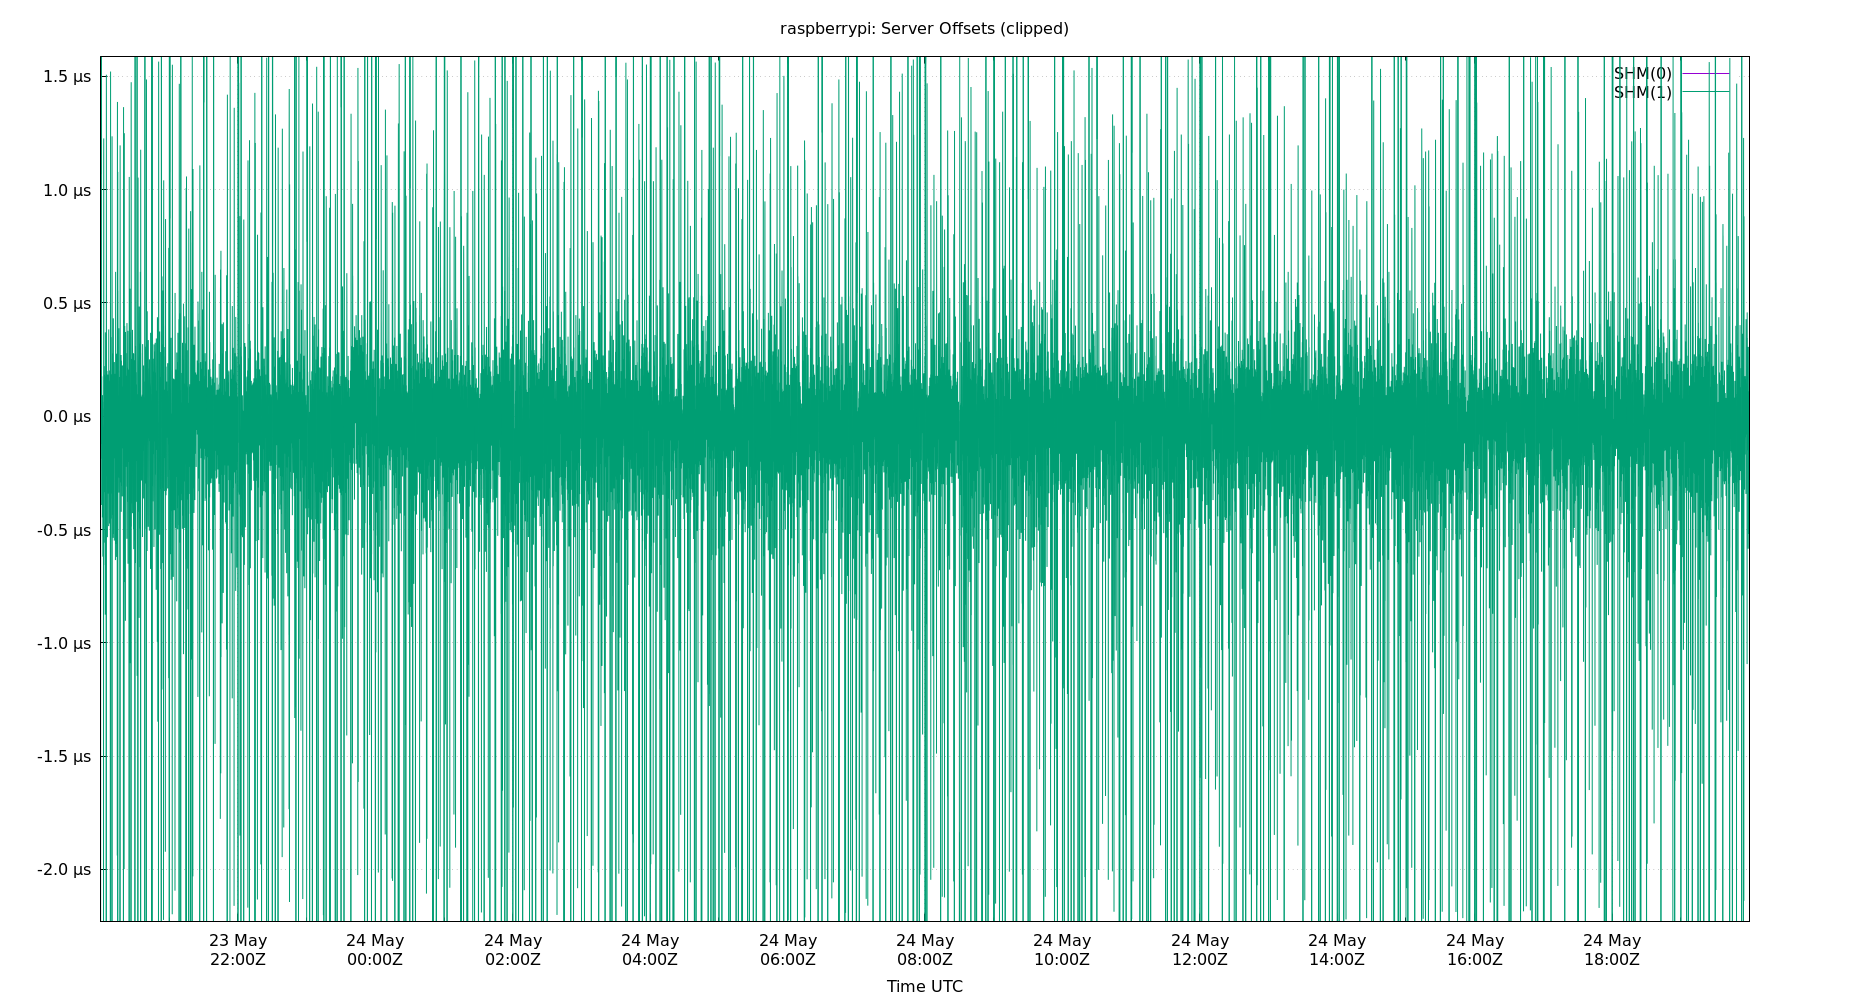 raspberrypi: Server Offsets (clipped)
SHM(0)
SHM(1)
1.5 µs
1.0 µs
0.5 µs
0.0 µs
-0.5 µs
-1.0 µs
-1.5 µs
-2.0 µs
23 May 24 May 24 May 24 May 24 May 24 May 24 May 24 May 24 May 24 May 24 May
22:00Z 00:00Z 02:00Z 04:00Z 06:00Z 08:00Z 10:00Z 12:00Z 14:00Z 16:00Z 18:00Z
Time UTC